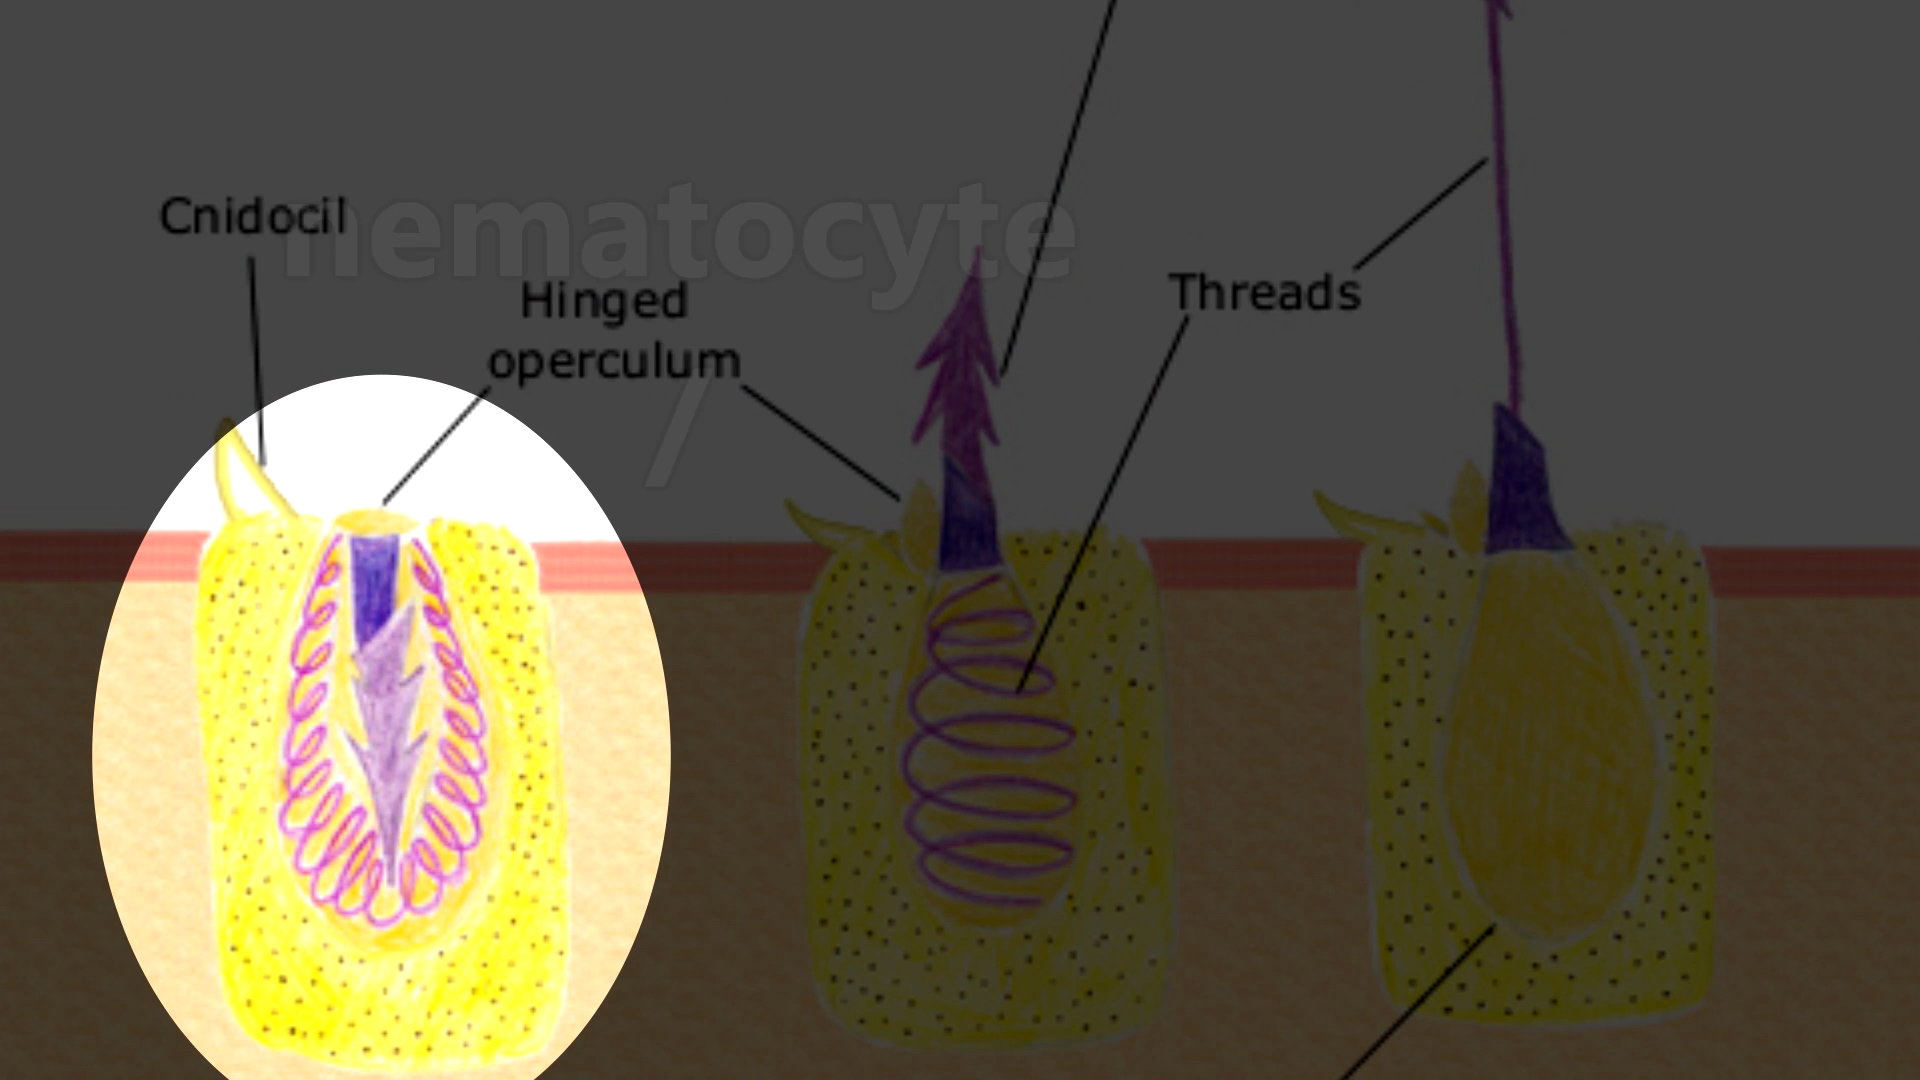 Cnidocil
nematocyte
Hinged
operculum
Threads
/